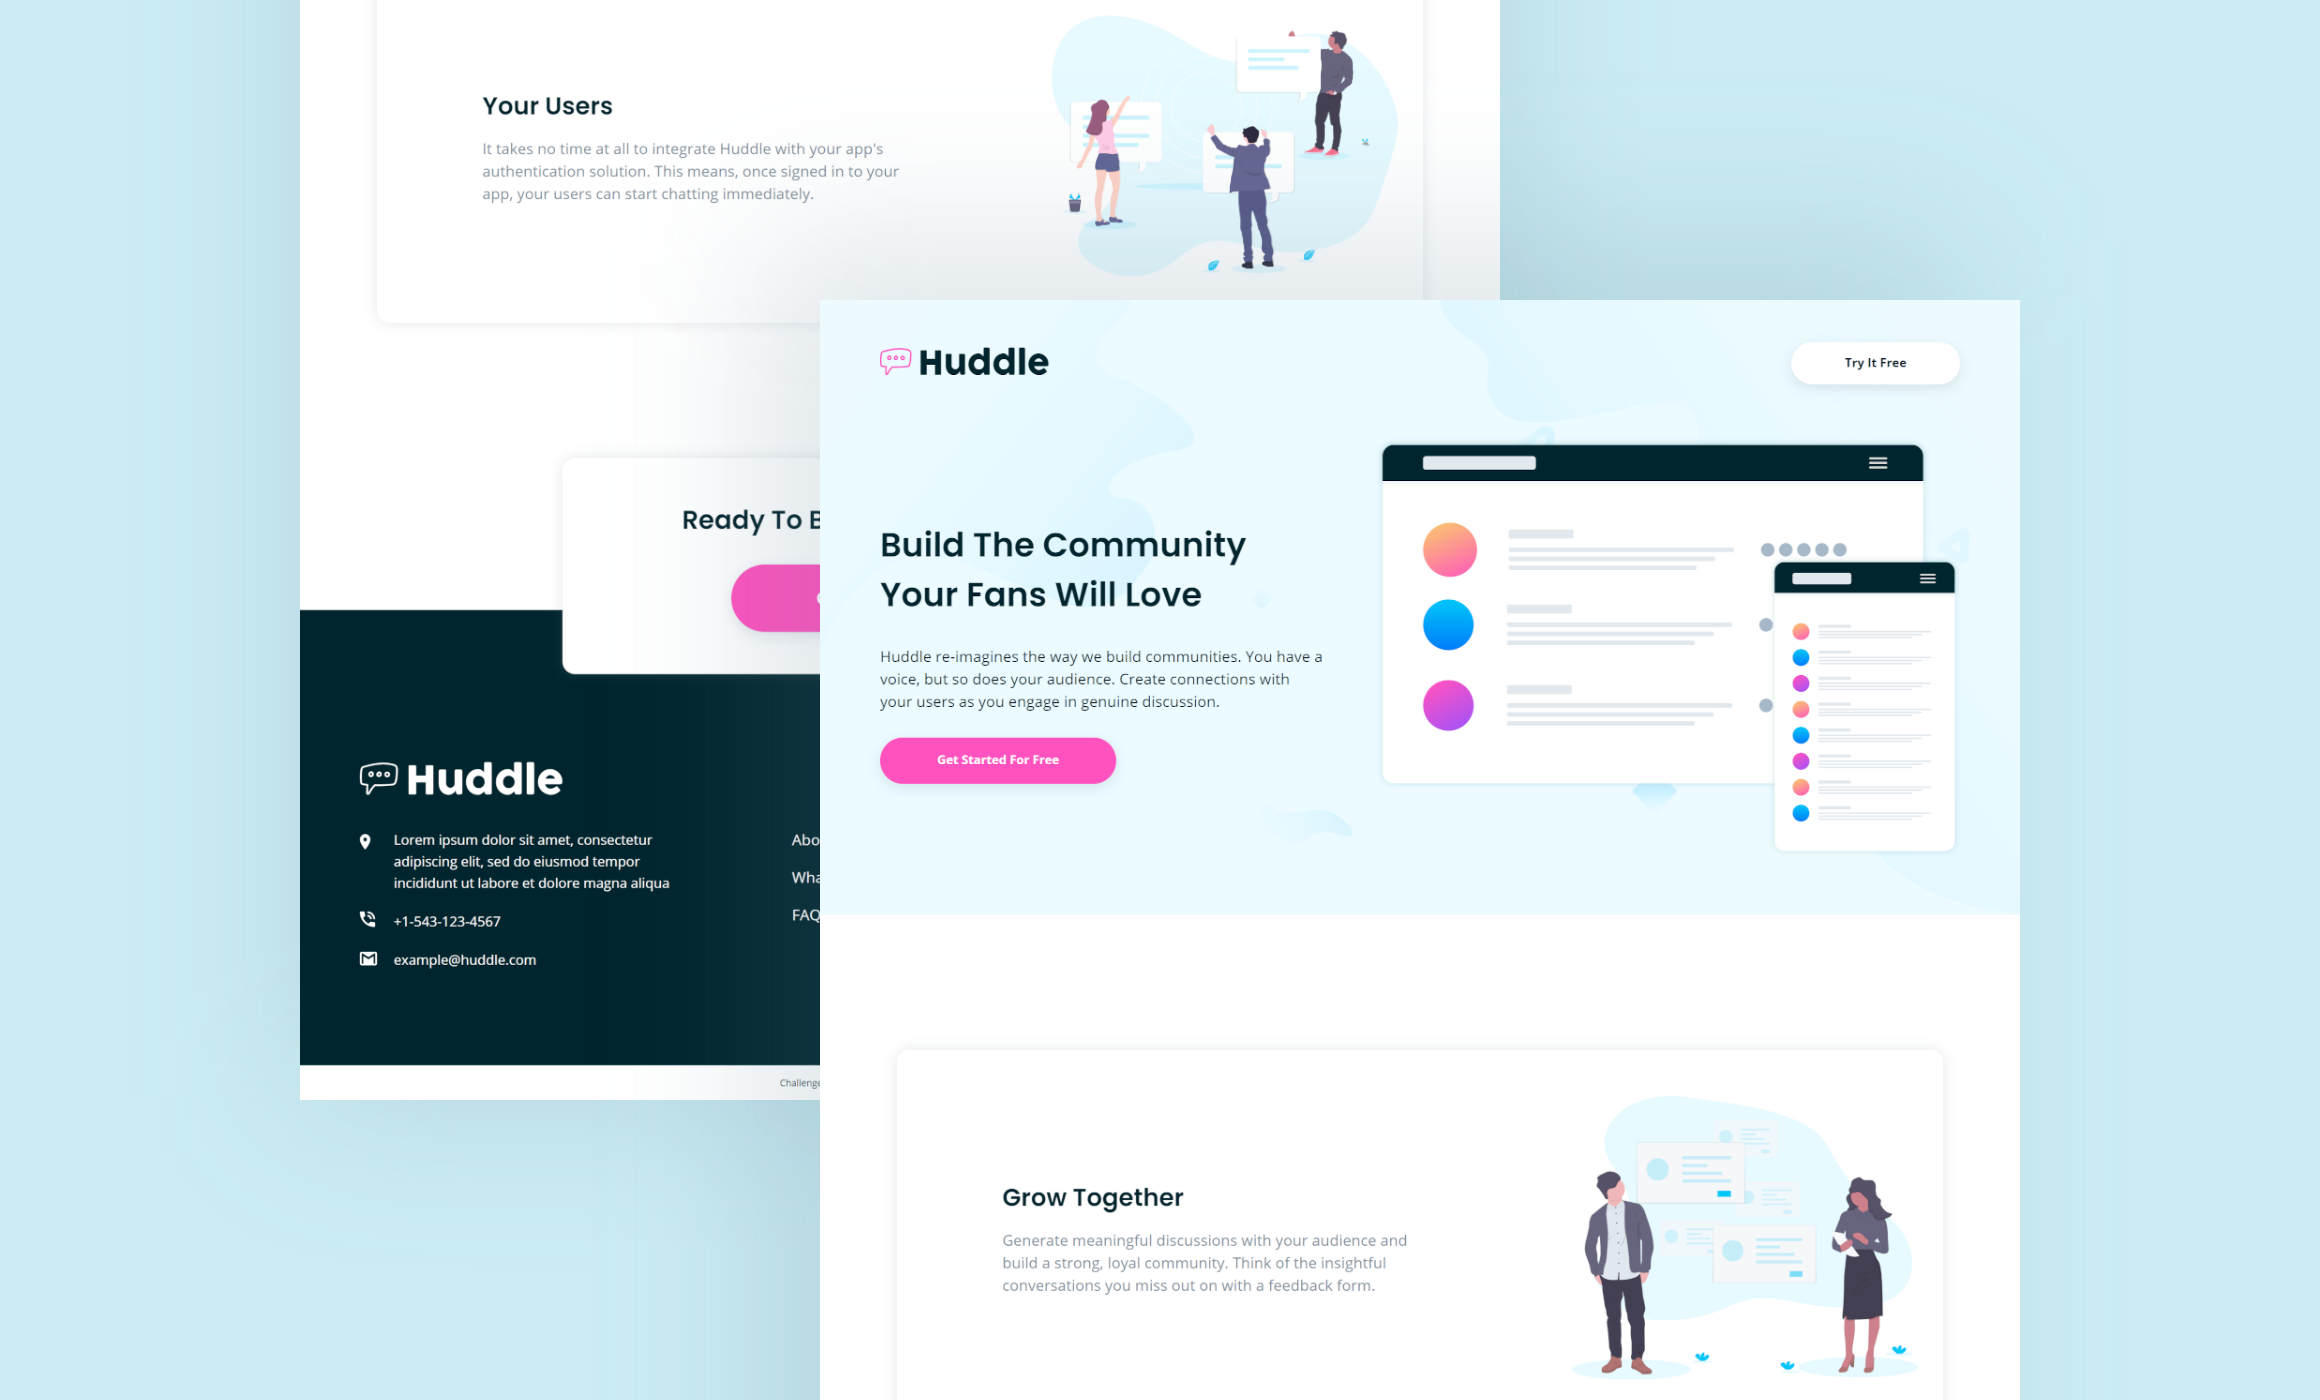 Your Users
It takes no time at all to integrate Huddle with your app's
authentication solution. This means, once signed in to your
app, your users can start chatting immediately.
Ready To
Huddle
Lorem ipsum dolor sit amet, consectetur
adipiscing elit, sed do eiusmod tempor
incididunt ut labore et dolore magna aliqua
+1-543-123-4567
example@huddle.com
FAQ
Challenge
Huddle
Try It Free
Build The Community
Your Fans Will Love
Huddle re-imagines the way we build communities. You have a
voice, but so does your audience. Create connections with
your users as you engage in genuine discussion.
Get Started For Free
Grow Together
Generate meaningful discussions with your audience and
build a strong, loyal community. Think of the insightful
conversations you miss out on with a feedback form.